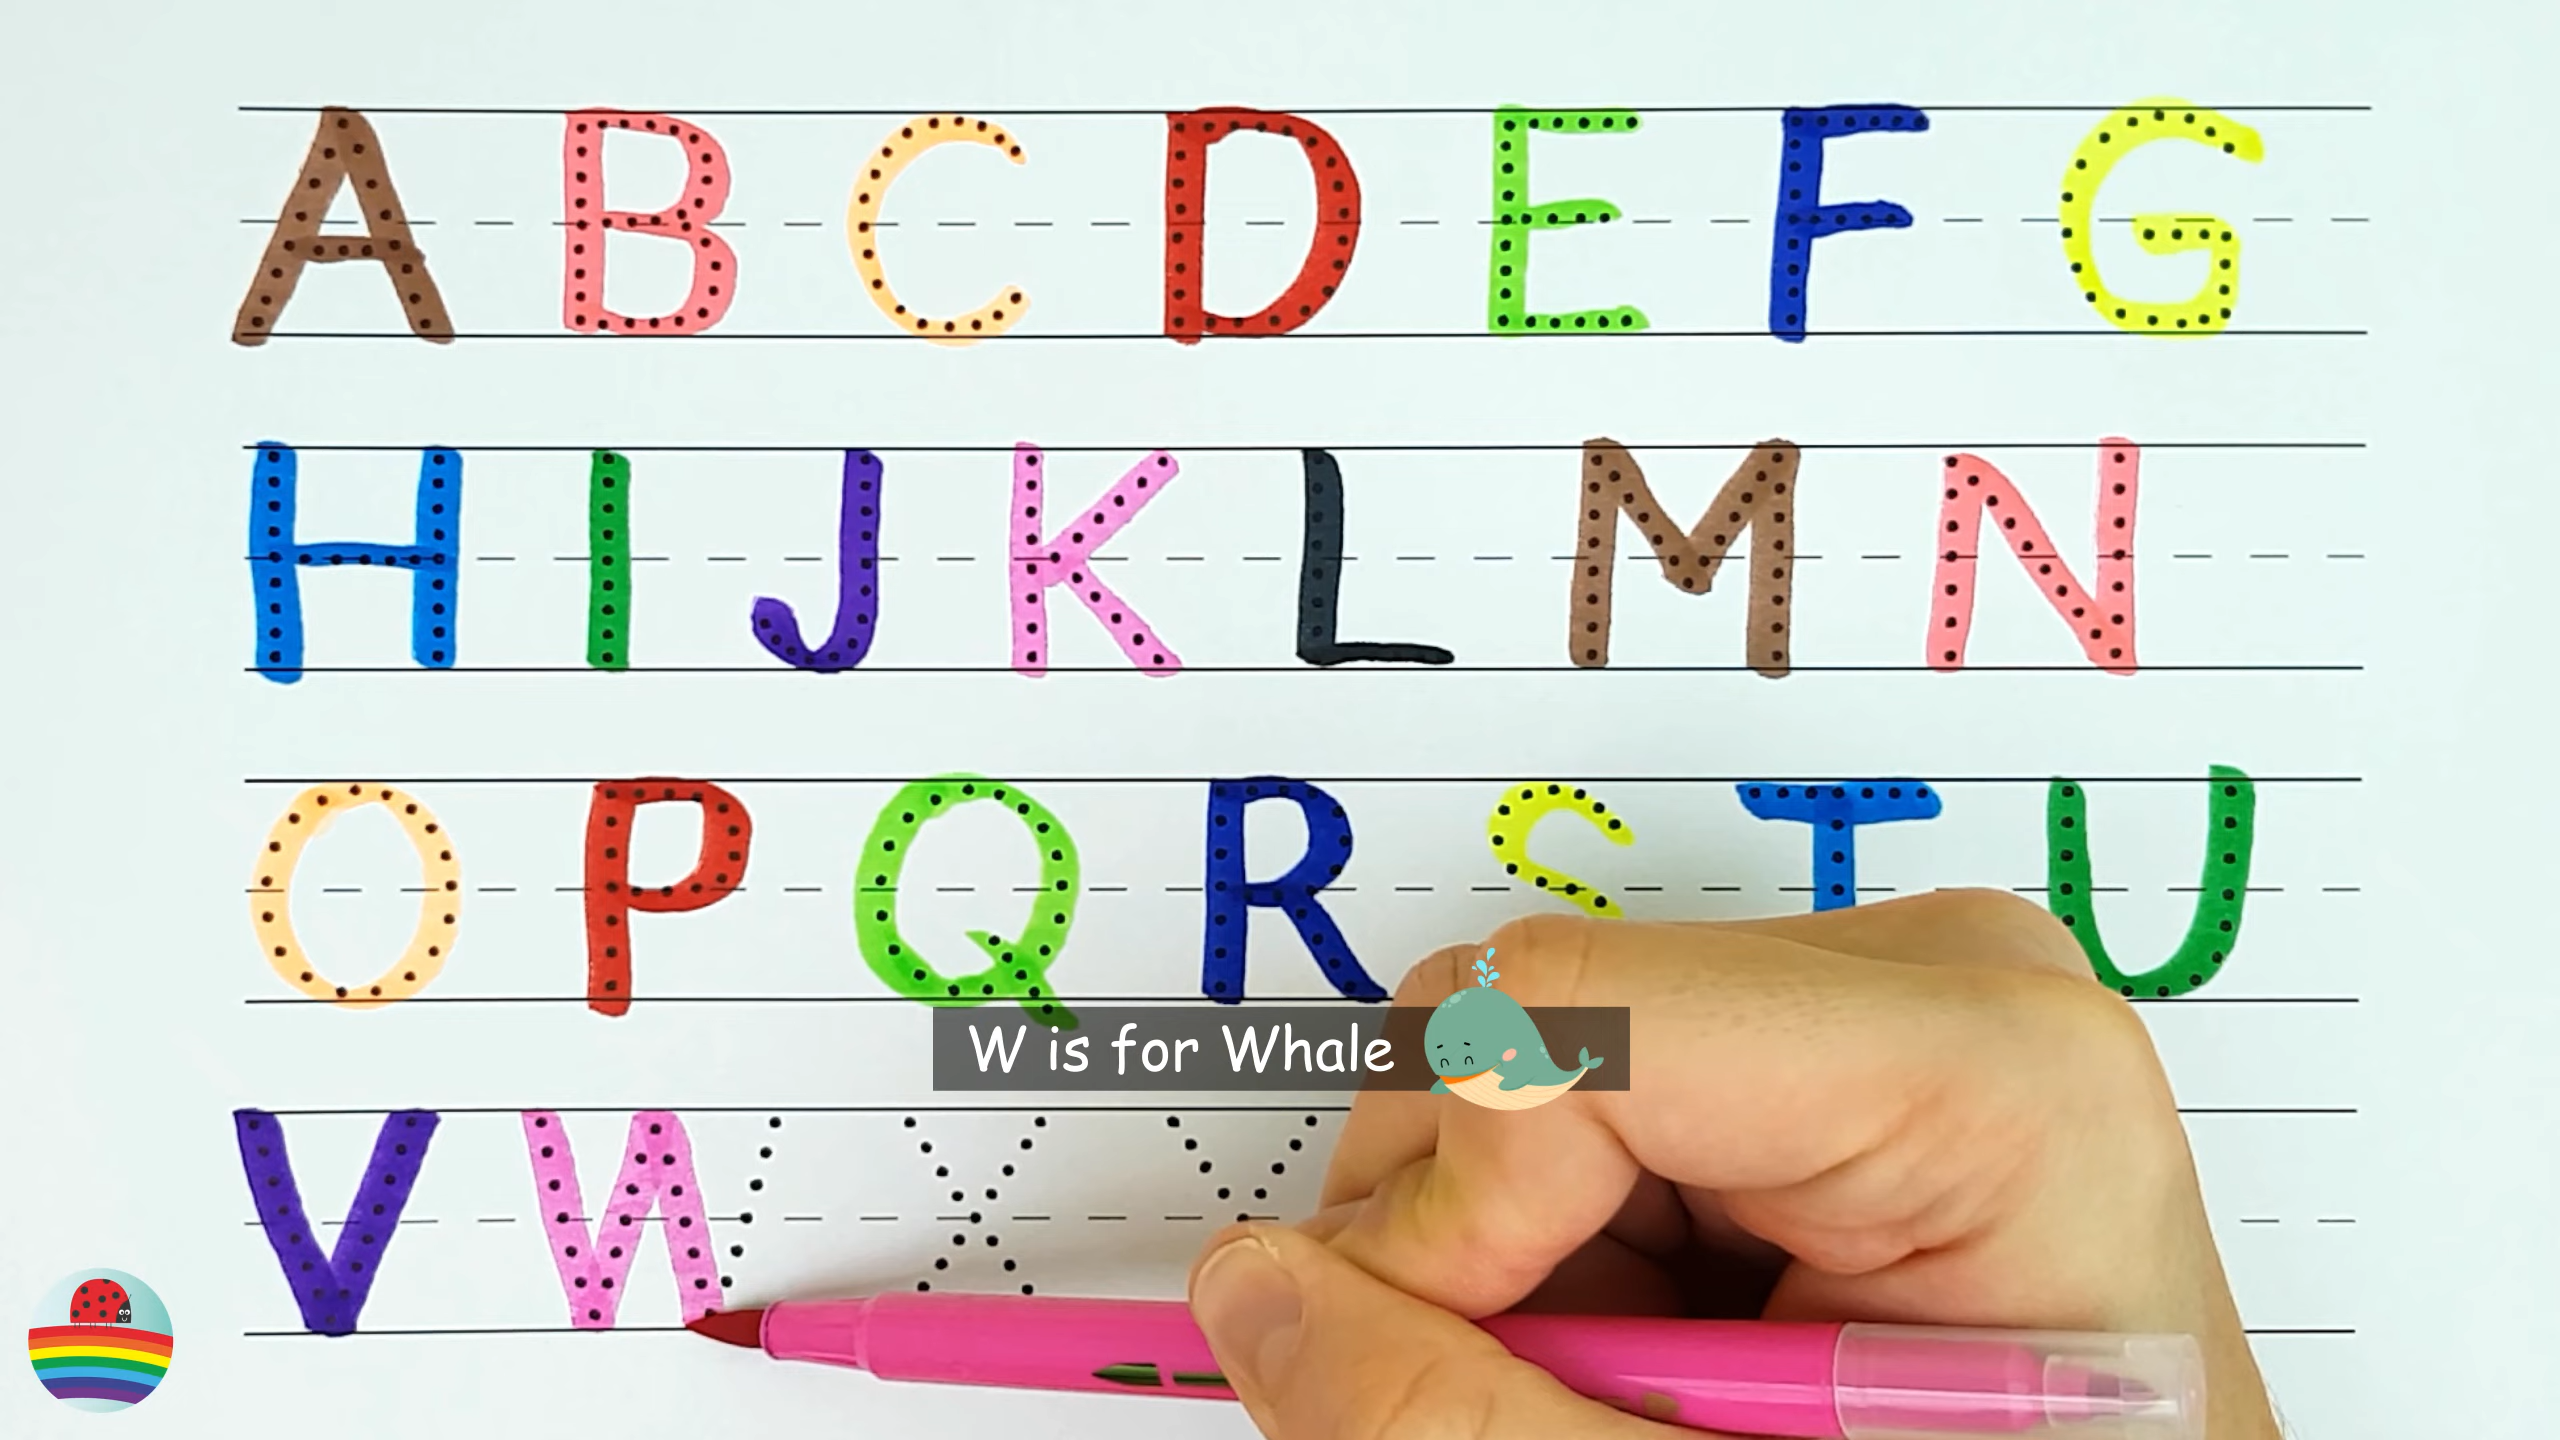 A B C D E F G
H I J K L M N
O P Q R S T U
W is for Whale
V W X Y